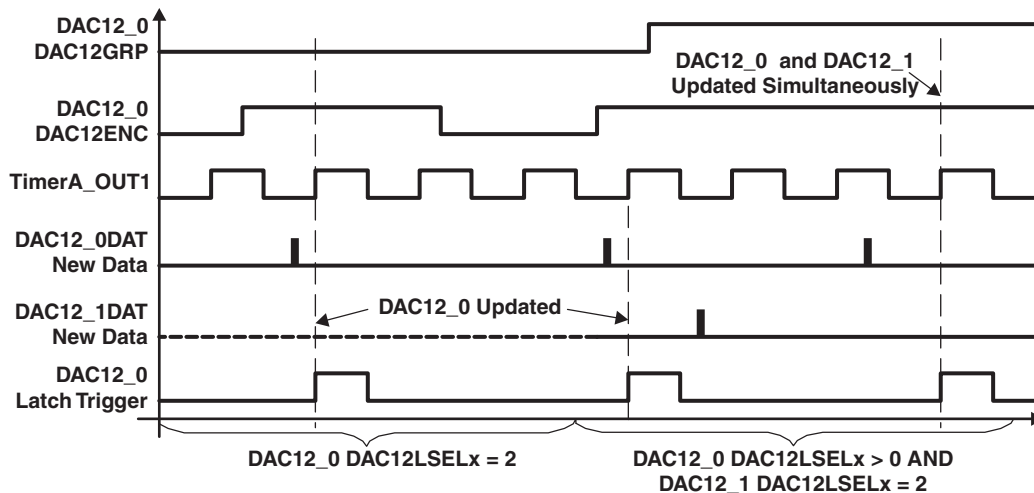 DAC12_0
DAC12GRP
DAC12_0 and DAC12_1
Updated Simultaneously
DAC12_0
DAC12ENC
TimerA_OUT1
DAC12_0DAT
New Data
DAC12_1DAT
New Data
DAC12_0 Updated
DAC12_0
Latch Trigger
DAC12_0 DAC12LSELx = 2
DAC12_0 DAC12LSELx > 0 AND
DAC12_1 DAC12LSELx = 2